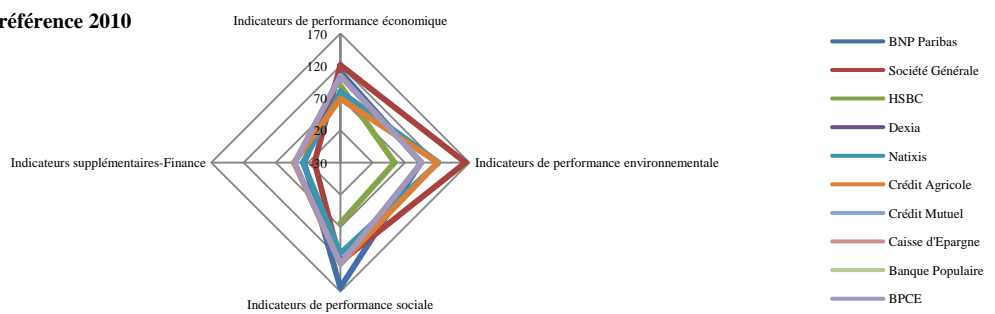 référence 2010
Indicateurs de performance économique
170
120
70
20
-30
Indicateurs supplémentaires-Finance
Indicateurs de performance environnementale
Indicateurs de performance sociale
BNP Paribas
Société Générale
HSBC
Dexia
Natixis
Crédit Agricole
Crédit Mutuel
Caisse d'Epargne
Banque Populaire
BPCE